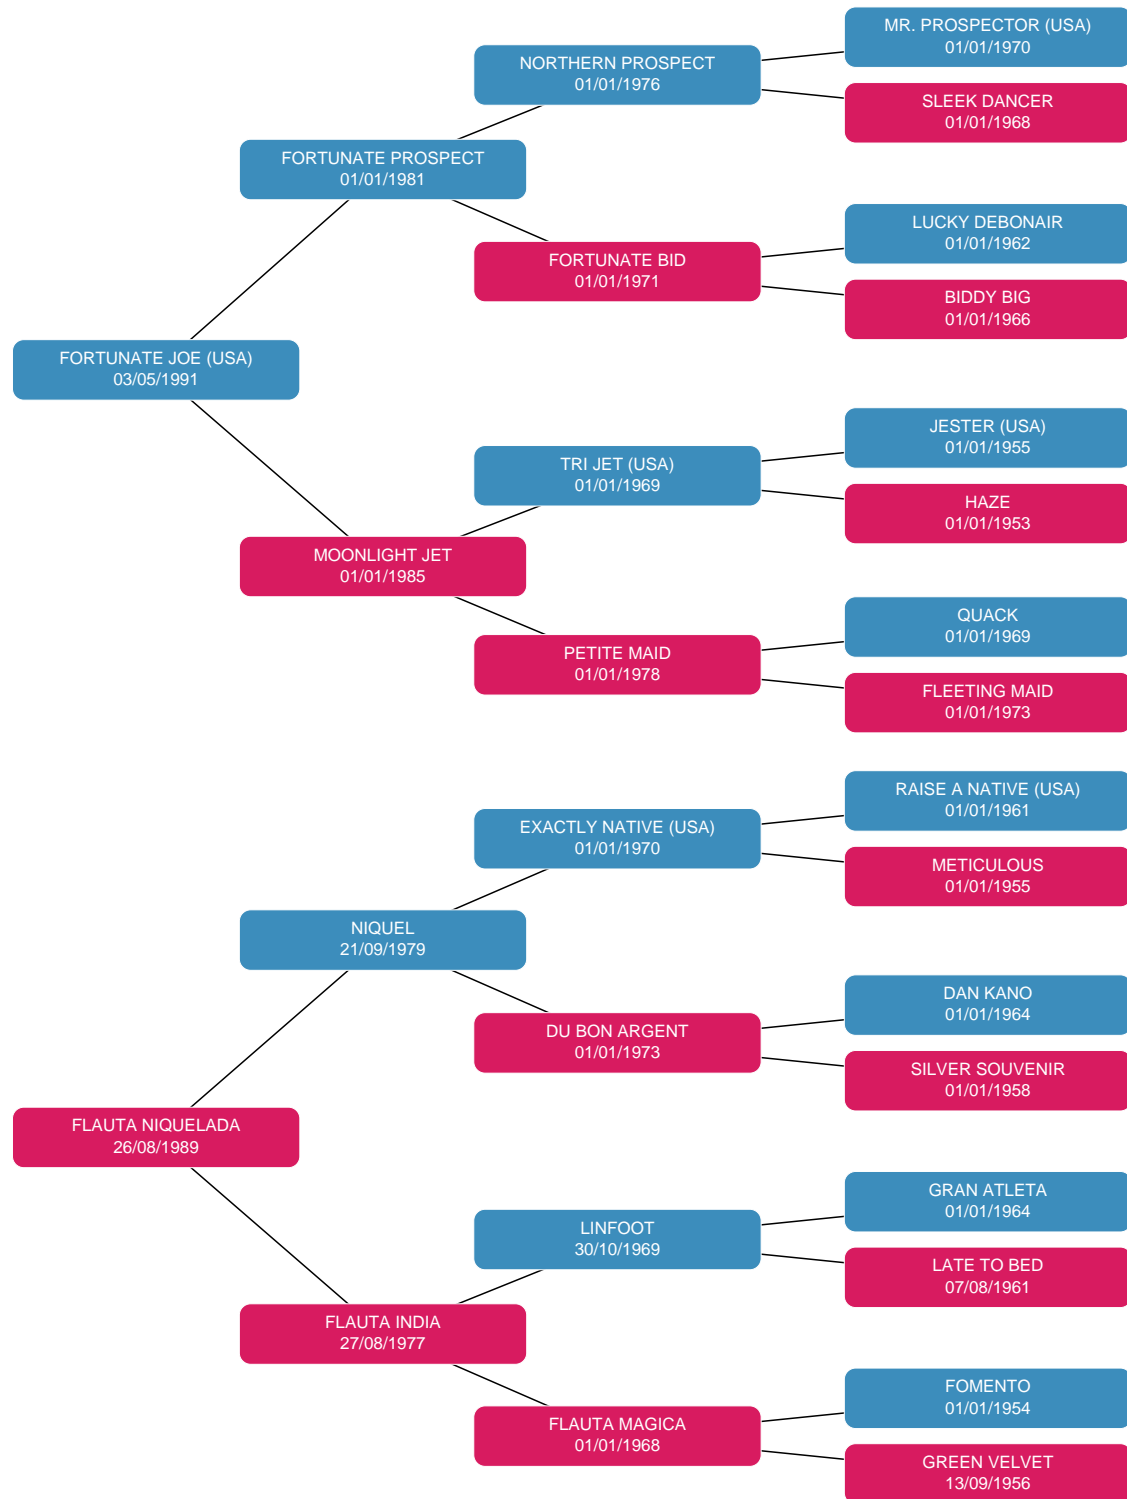 MR. PROSPECTOR (USA)
01/01/1970
NORTHERN PROSPECT
01/01/1976
SLEEK DANCER
01/01/1968
FORTUNATE PROSPECT
01/01/1981
LUCKY DEBONAIR
01/01/1962
FORTUNATE BID
01/01/1971
BIDDY BIG
01/01/1966
FORTUNATE JOE (USA)
03/05/1991
JESTER (USA)
01/01/1955
TRI JET (USA)
01/01/1969
HAZE
01/01/1953
MOONLIGHT JET
01/01/1985
QUACK
01/01/1969
PETITE MAID
01/01/1978
FLEETING MAID
01/01/1973
RAISE A NATIVE (USA)
01/01/1961
EXACTLY NATIVE (USA)
01/01/1970
METICULOUS
01/01/1955
NIQUEL
21/09/1979
DAN KANO
01/01/1964
DU BON ARGENT
01/01/1973
SILVER SOUVENIR
01/01/1958
FLAUTA NIQUELADA
26/08/1989
GRAN ATLETA
01/01/1964
LINFOOT
30/10/1969
LATE TO BED
07/08/1961
FLAUTA INDIA
27/08/1977
FOMENTO
01/01/1954
FLAUTA MAGICA
01/01/1968
GREEN VELVET
13/09/1956